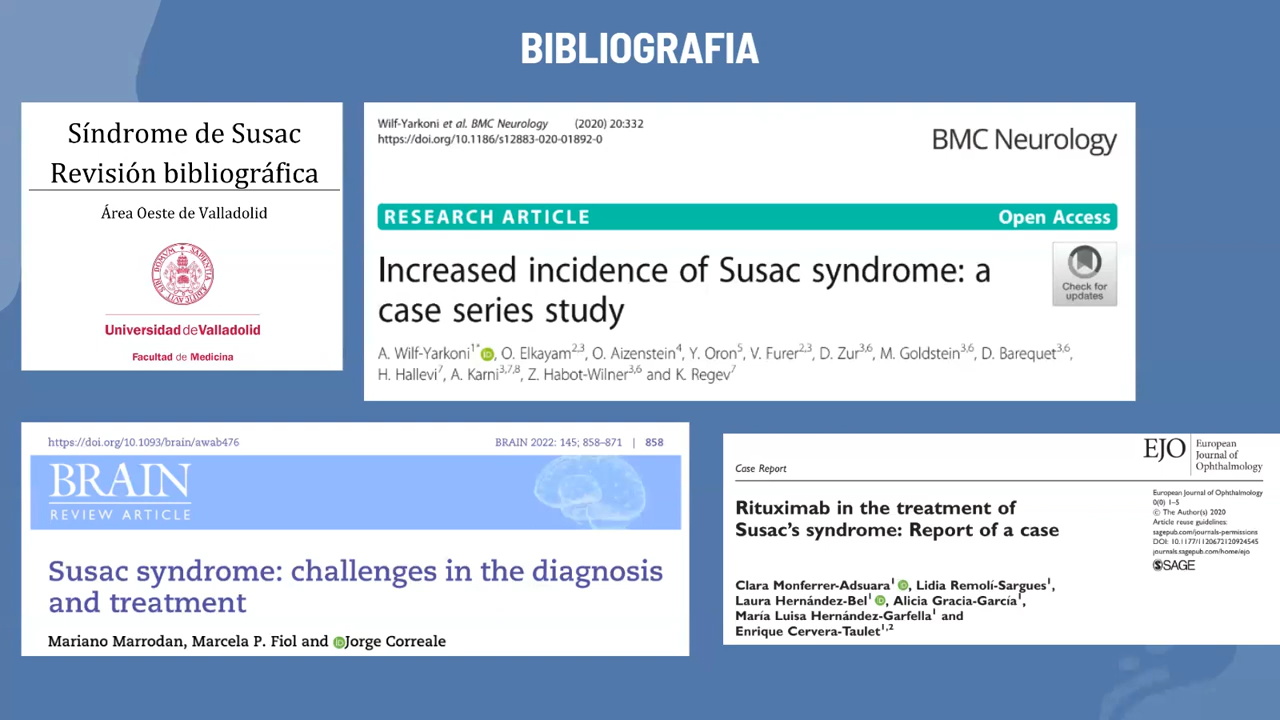 BIBLIOGRAFIA
Síndrome de Susac
Revisión bibliográfica
Área Oeste de Valladolid
Universidad de Valladolid
Facultad de Medicina
Wilf-Yarkoni et al. BMC Neurology (2020) 20:332
https://doi.org/10.1186/s12883-020-01892-0
BMC Neurology
RESEARCH ARTICLE Open Access
Increased incidence of Susac syndrome: a
case series study
Check for
updates
A. Wilf-Yarkoni1*, O. Elkayam2,3, O. Aizenstein4, Y. Oron5, V. Furer2,3, D. Zur3,6, M. Goldstein3,6, D. Barequet3,6,
H. Hallevi7, A. Karni3,7,8, Z. Habot-Wilner3,6 and K. Regev7
https://doi.org/10.1093/brain/awab476 BRAIN 2022: 145; 858–871 | 858
BRAIN
REVIEW ARTICLE
Susac syndrome: challenges in the diagnosis
and treatment
Mariano Marrodan, Marcela P. Fiol and Jorge Correale
Case Report
EJO European
Journal of
Ophthalmology
Rituximab in the treatment of
Susac's syndrome: Report of a case
European Journal of Ophthalmology
0(0) 1–5
© The Author(s) 2020
Article reuse guidelines:
sagepub.com/journals-permissions
DOI: 10.1177/1120672120924545
journals.sagepub.com/home/ejo
SAGE
Clara Monferrer-Adsuara1, Lidia Remolí-Sargues1,
Laura Hernández-Bel1, Alicia Gracia-García1,
María Luisa Hernández-Garfella1 and
Enrique Cervera-Taulet1,2